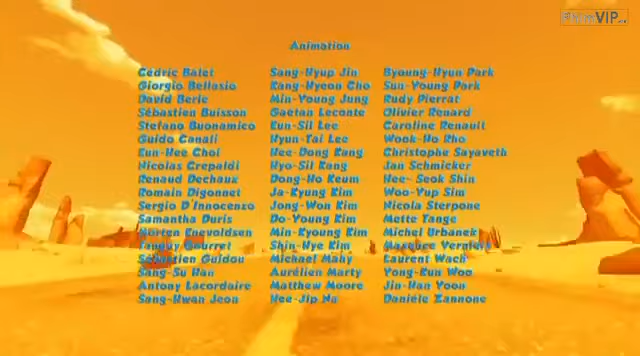 PhimVIP
Animation
Cédric Balet Sang-Hyup Jin Byoung-Hyun Park
Giorgio Bellasio Kang-Hyeon Cho Sun-Young Park
David Berle Min-Young Jung Rudy Pierrat
Sébastien Buisson Gaetan Leconte Olivier Renard
Stefano Buonamico Eun-Sil Lee Caroline Renault
Guido Canali Hyun-Tai Lee Wook-Ho Rho
Eun-Hee Choi Hee-Dong Kang Christophe Sayaveth
Nicolas Crepaldi Hyo-Sil Kang Jan Schmicker
Renaud Dechaux Dong-Ho Keum Hee- Seok Shin
Romain Digonnet Ja-Kyung Kim Woo-Yup Sim
Sergio D'Innocenzo Jong-Won Kim Nicola Sterpone
Samantha Duris Do-Young Kim Mette Tange
Morten Enevoldsen Min-Kyoung Kim Michel Urbanek
Tanguy Gourret Shin-Hye Kim
Sébastien Guidou Michael Mahy Laurent Wach
Sang-Su Han Aurélien Marty Yong-Kun Woo
Antony Lacordaire Matthew Moore Jin-Han Yoon
Sang-Hwan Jeon Hee-Jip Na Danièle Zannone